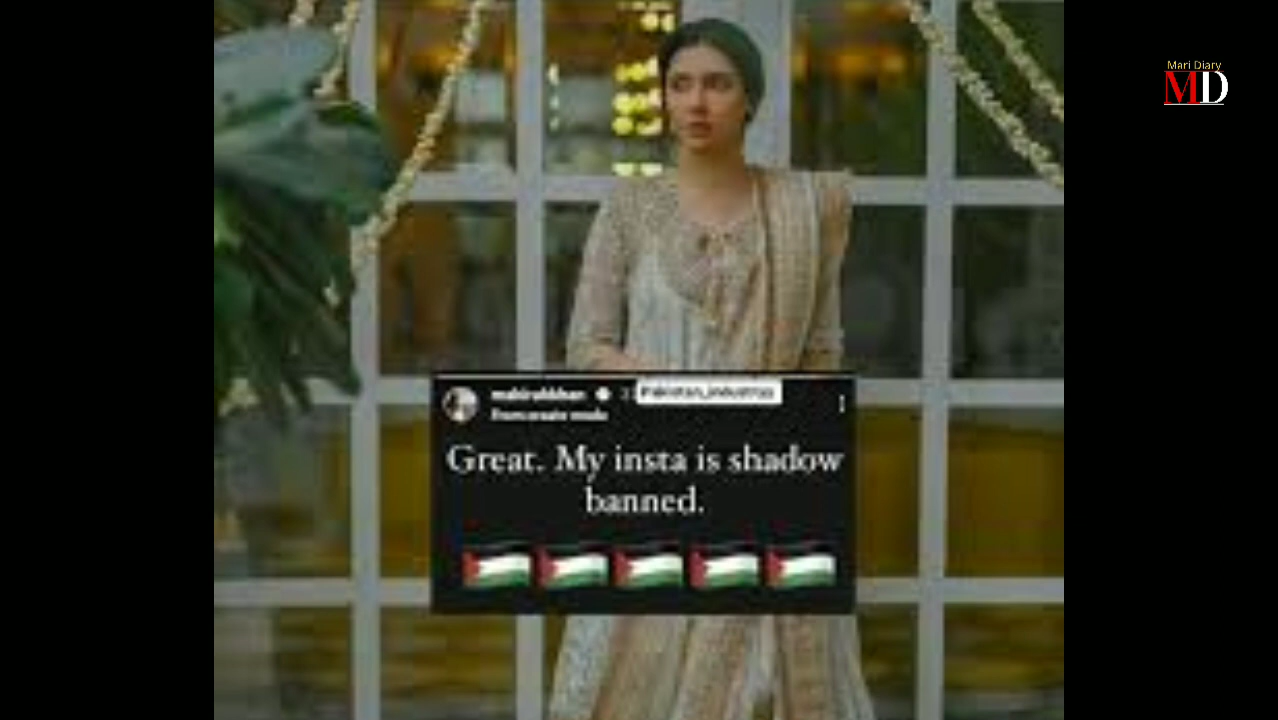 Mari Diary
MD
mahirahkhan
From create mode
Great. My insta is shadow
banned.